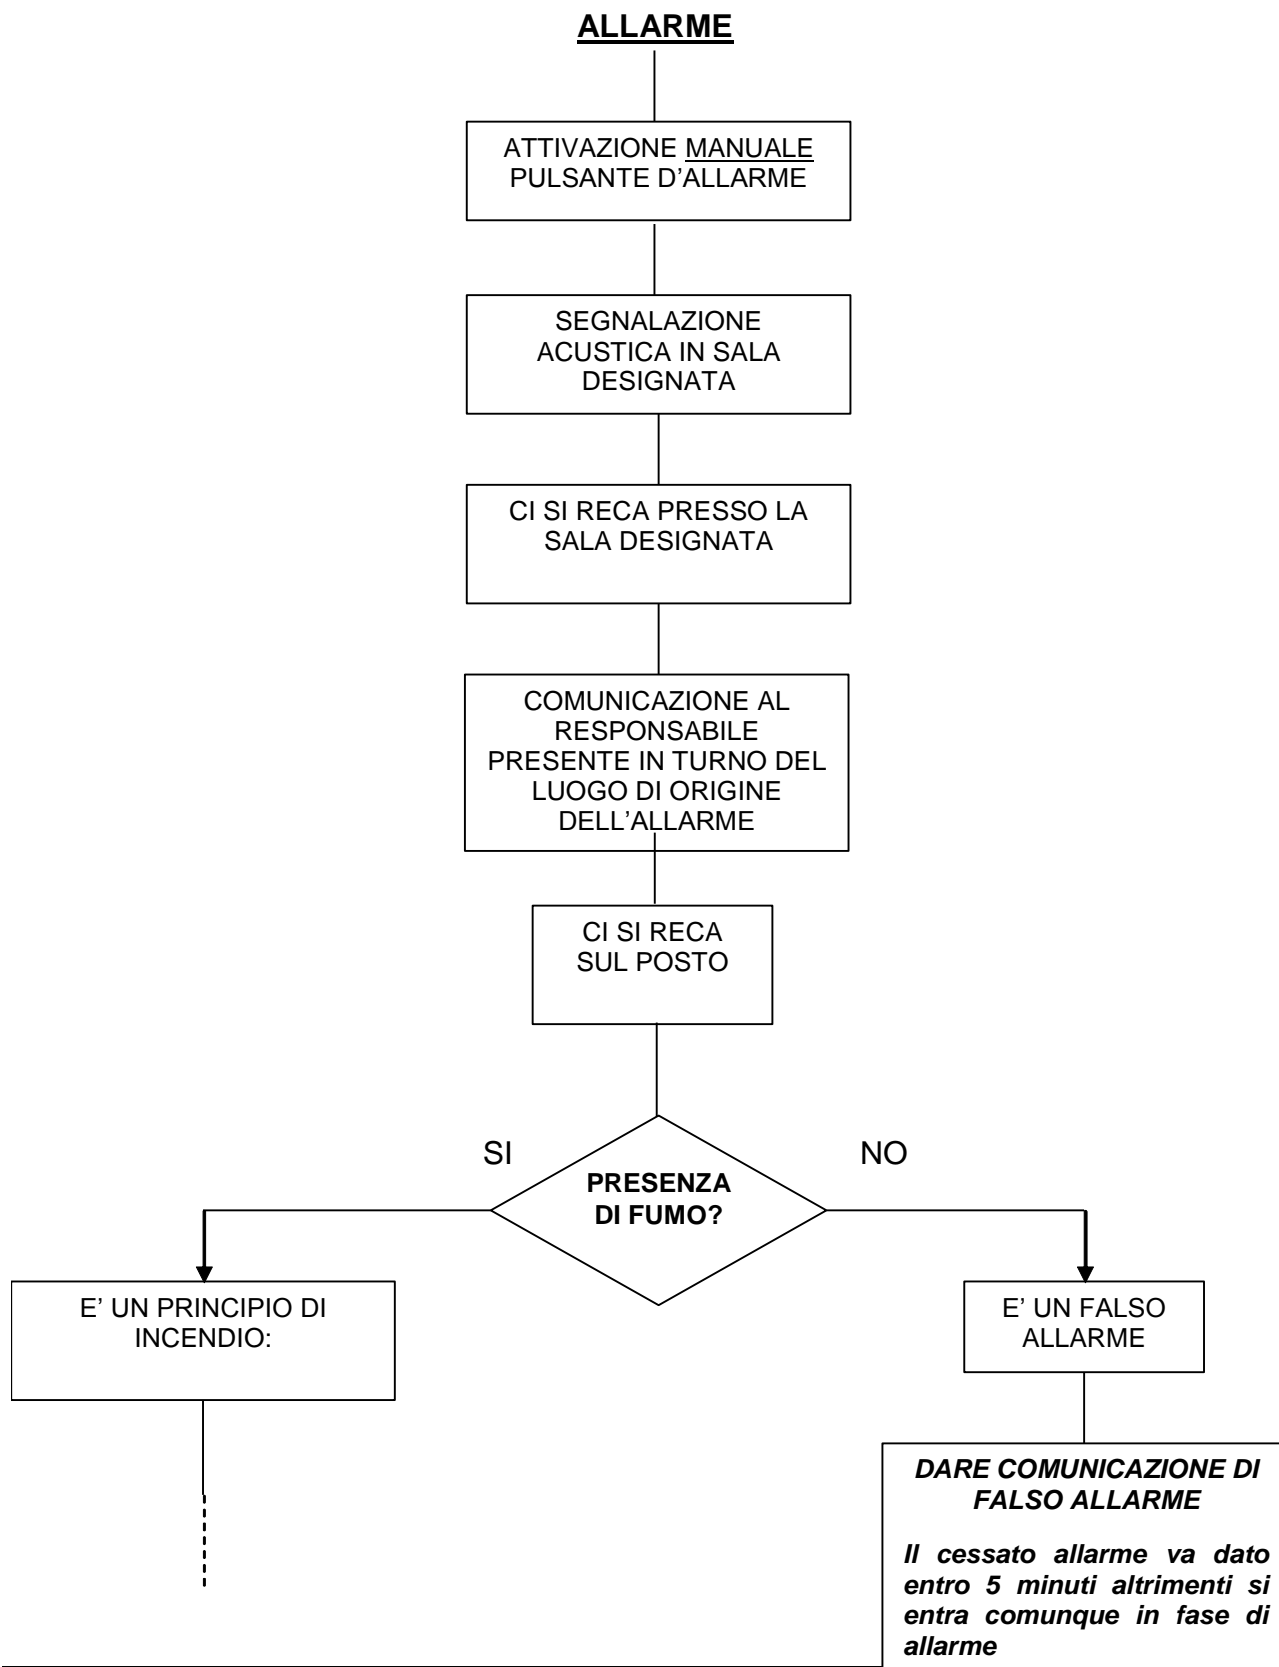 ALLARME
ATTIVAZIONE MANUALE
PULSANTE D'ALLARME
SEGNALAZIONE
ACUSTICA IN SALA
DESIGNATA
CI SI RECA PRESSO LA
SALA DESIGNATA
COMUNICAZIONE AL
RESPONSABILE
PRESENTE IN TURNO DEL
LUOGO DI ORIGINE
DELL'ALLARME
CI SI RECA
SUL POSTO
SI
NO
PRESENZA
DI FUMO?
E' UN PRINCIPIO DI
INCENDIO:
E' UN FALSO
ALLARME
DARE COMUNICAZIONE DI
FALSO ALLARME
Il cessato allarme va dato
entro 5 minuti altrimenti si
entra comunque in fase di
allarme